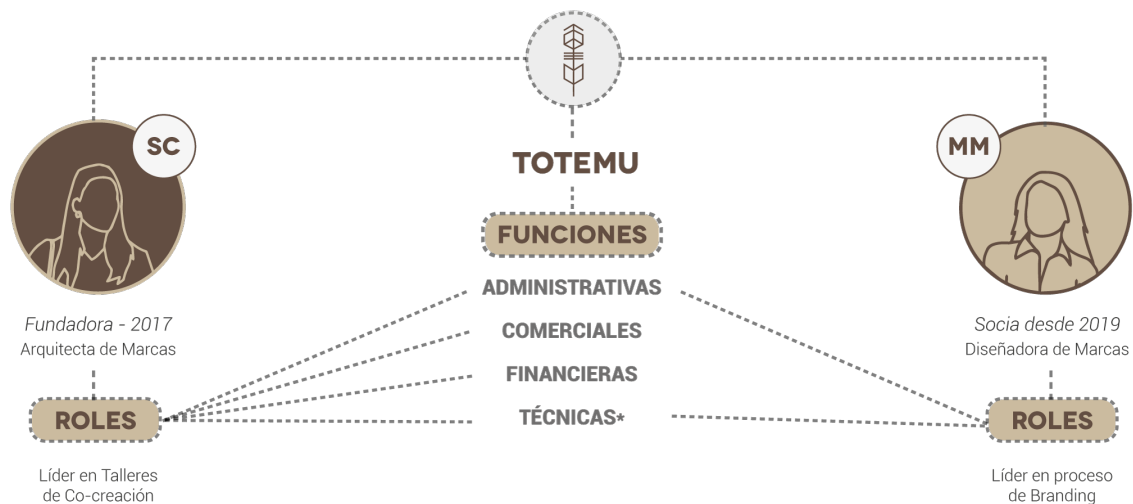 SC
MM
TOTEMU
FUNCIONES
ADMINISTRATIVAS
COMERCIALES
FINANCIERAS
TÉCNICAS*
Fundadora - 2017
Arquitecta de Marcas
ROLES
Líder en Talleres
de Co-creación
Socia desde 2019
Diseñadora de Marcas
ROLES
Líder en proceso
de Branding